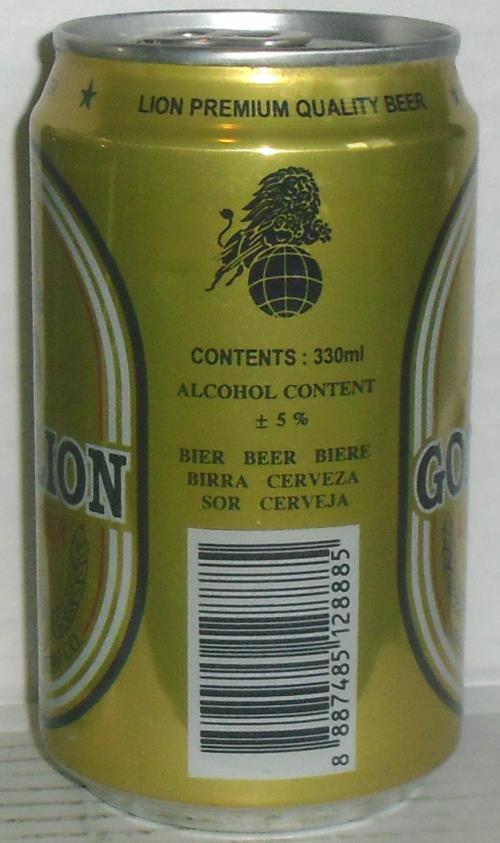 LION PREMIUM QUALITY BEER
CONTENTS : 330ml
ALCOHOL CONTENT
± 5 %
BIER BEER BIERE
BIRRA CERVEZA
SOR CERVEJA
ION
GO
8 887485 128885
CO